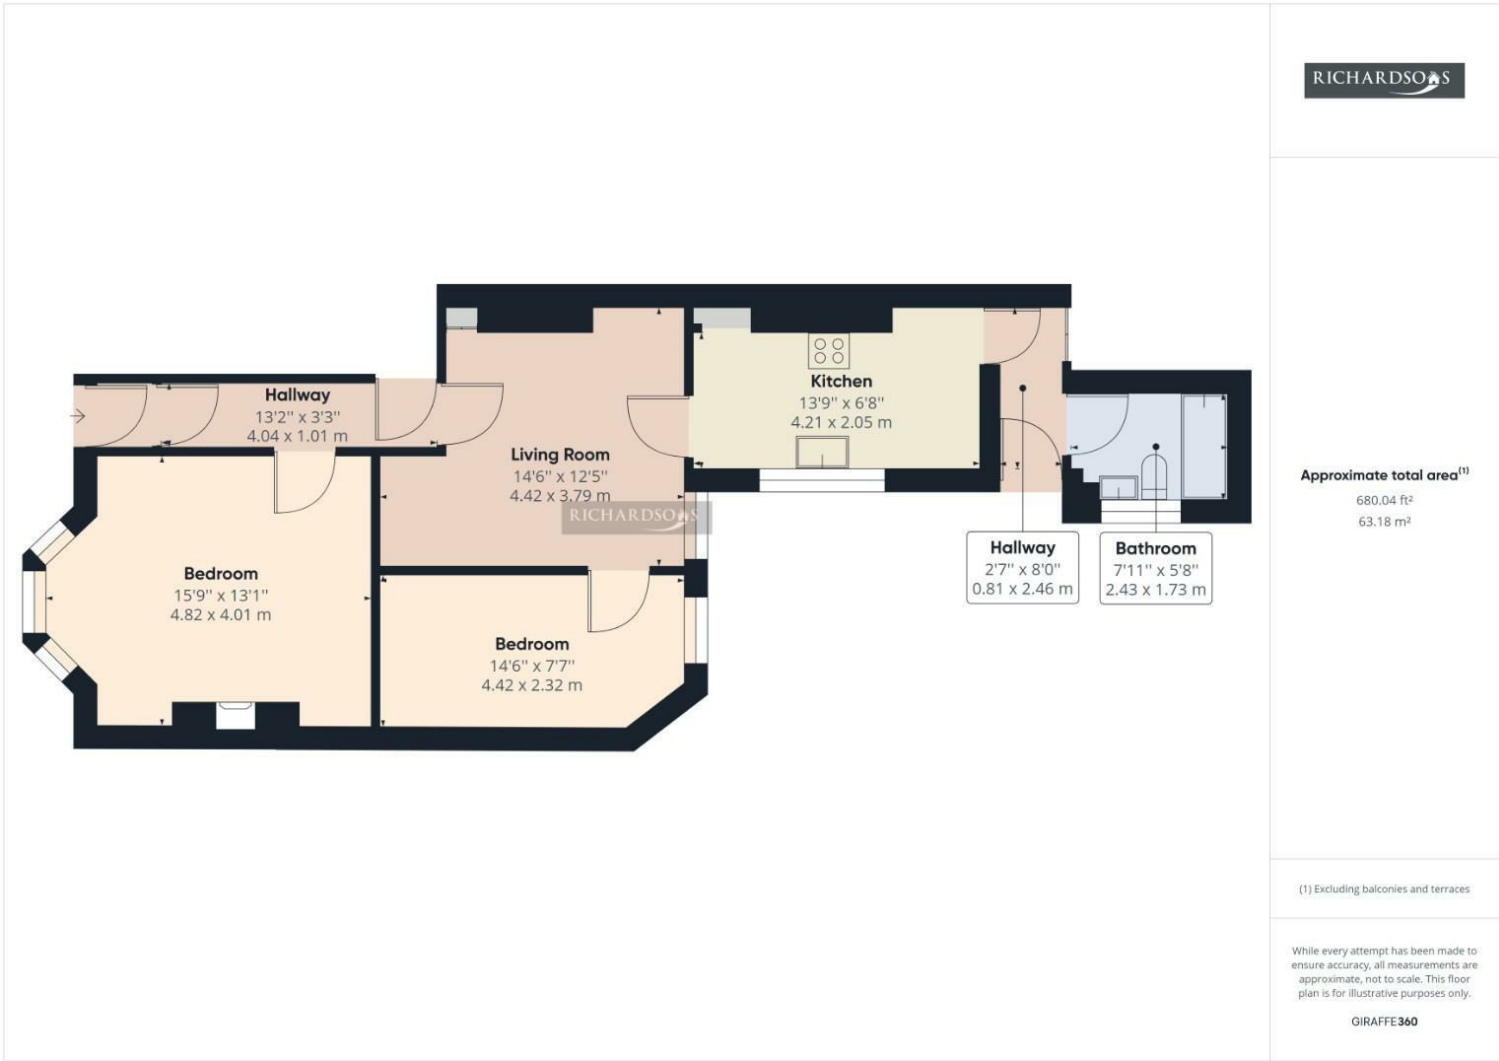 RICHARDSONS
Hallway
13'2'' x 3'3''
4.04 x 1.01 m
Kitchen
13'9'' x 6'8''
4.21 x 2.05 m
Living Room
14'6'' x 12'5''
4.42 x 3.79 m
RICHARDSONS
Bedroom
15'9'' x 13'1''
4.82 x 4.01 m
Bedroom
14'6'' x 7'7''
4.42 x 2.32 m
Hallway
2'7'' x 8'0''
0.81 x 2.46 m
Bathroom
7'11'' x 5'8''
2.43 x 1.73 m
Approximate total area(1)
680.04 ft²
63.18 m²
(1) Excluding balconies and terraces
While every attempt has been made to
ensure accuracy, all measurements are
approximate, not to scale. This floor
plan is for illustrative purposes only.
GIRAFFE360